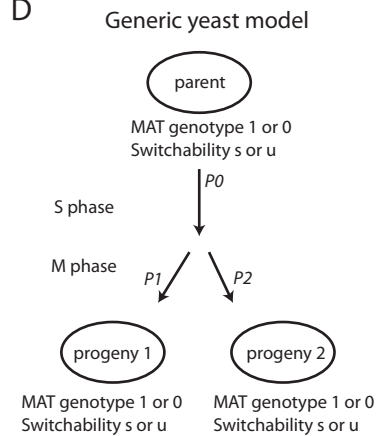 D
Generic yeast model
parent
MAT genotype 1 or 0
Switchability s or u
P0
S phase
M phase
P1
P2
progeny 1
progeny 2
MAT genotype 1 or 0
Switchability s or u
MAT genotype 1 or 0
Switchability s or u